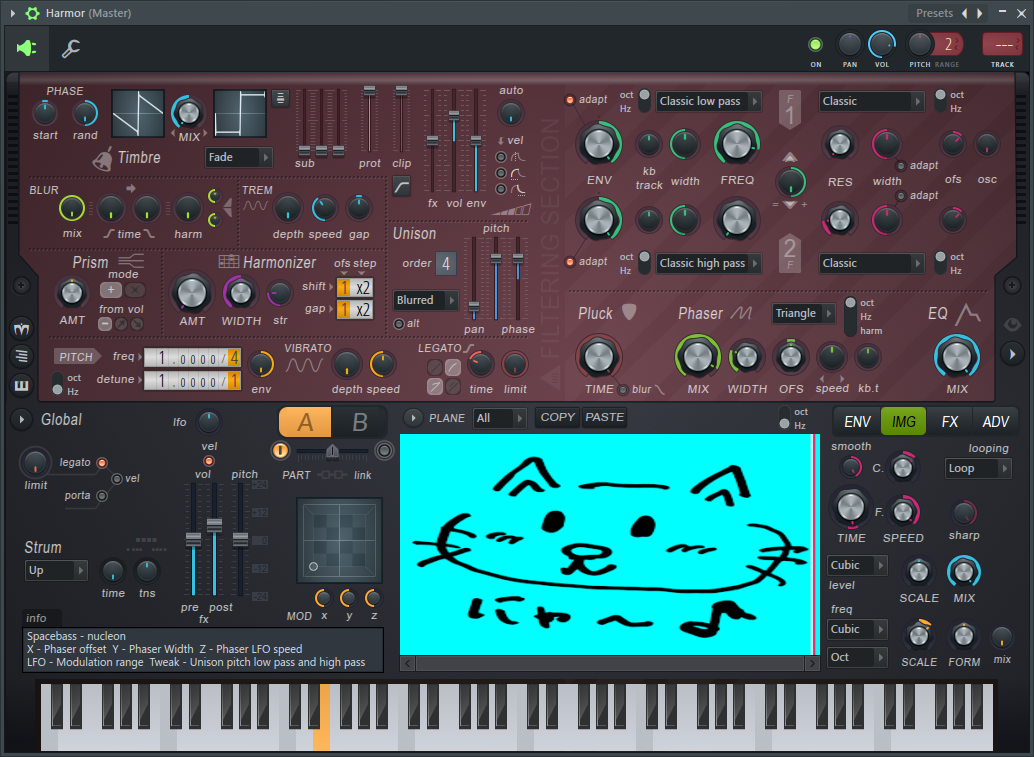 Harmor (Master)
Presets
ON
PAN
VOL
PITCH RANGE
2
---
TRACK
PHASE
start
rand
MIX
Timbre
Fade
sub
prot
clip
auto
vel
fx
vol
env
BLUR
mix
time
harm
TREM
depth
speed
gap
Unison
pitch
order
4
Blurred
alt
pan
phase
Prism
mode
+
from vol
AMT
Harmonizer
AMT
WIDTH
str
ofs step
shift
1 x2
gap
1 x2
PITCH
oct
Hz
freq
1.0000/4
detune
1.0000/1
env
VIBRATO
depth
speed
LEGATO
time
limit
FILTERING SECTION
adapt
oct
Hz
Classic low pass
F
1
Classic
oct
Hz
ENV
kb
track
width
FREQ
RES
width
adapt
ofs
osc
= +
adapt
adapt
oct
Hz
Classic high pass
2
F
Classic
oct
Hz
Pluck
TIME
blur
Phaser
Triangle
oct
Hz
harm
MIX
WIDTH
OFS
speed
kb.t
EQ
MIX
Global
lfo
vel
vol
pitch
limit
legato
vel
porta
Strum
Up
time
tns
pre
post
fx
A
B
PART
link
MOD
x
y
z
info
Spacebass - nucleon
X - Phaser offset Y - Phaser Width Z - Phaser LFO speed
LFO - Modulation range Tweak - Unison pitch low pass and high pass
PLANE
All
COPY
PASTE
oct
Hz
にゃ～
ENV
IMG
FX
ADV
smooth
looping
C.
Loop
F.
TIME
SPEED
sharp
Cubic
level
SCALE
MIX
freq
Cubic
Oct
SCALE
FORM
mix